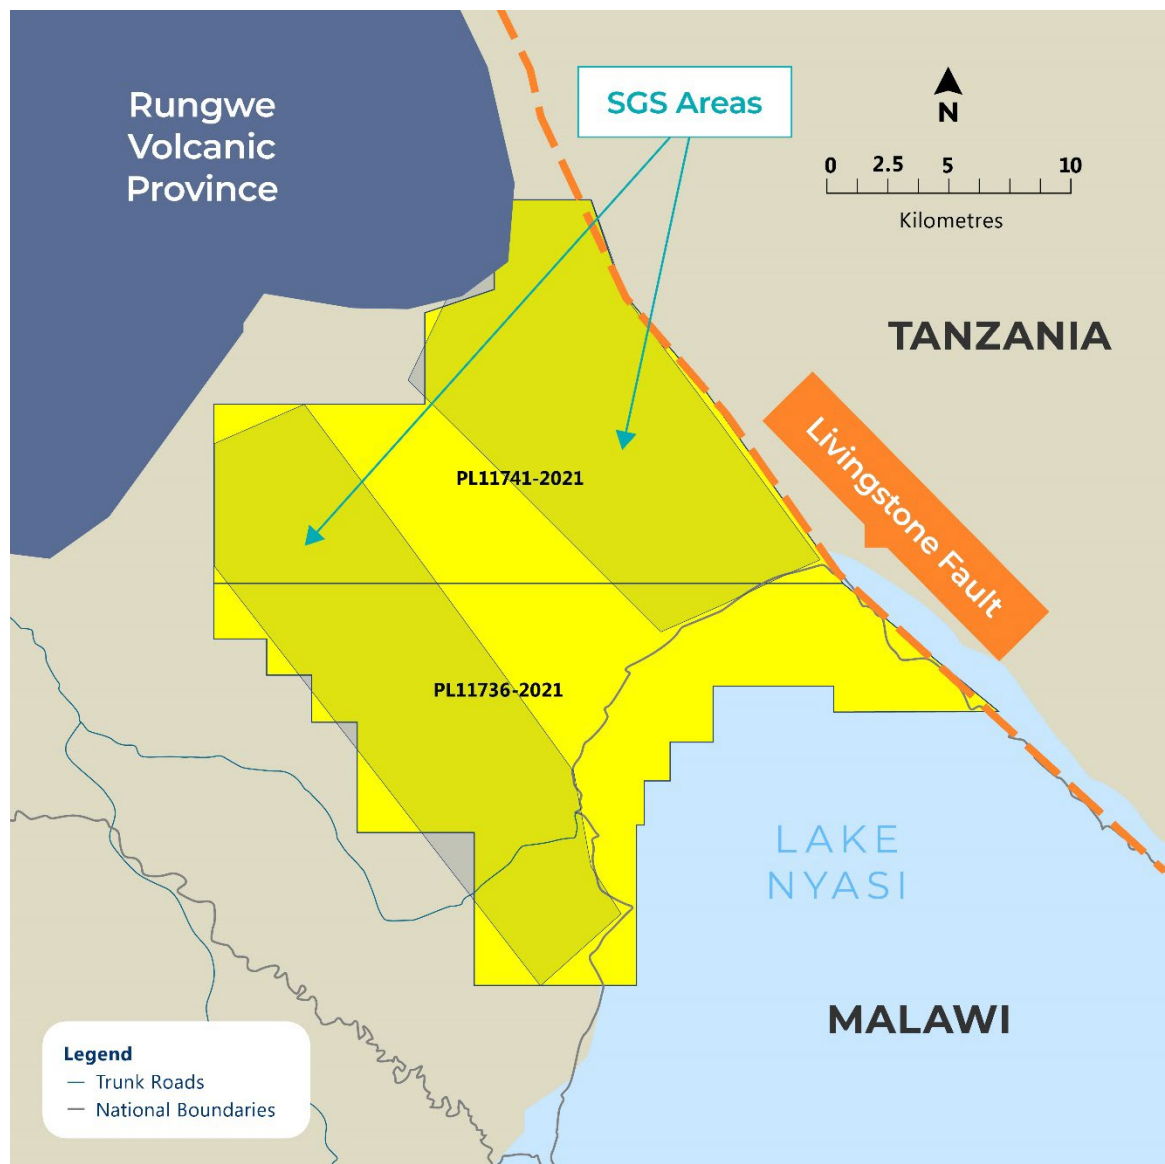 Rungwe
Volcanic
Province
SGS Areas
N
0 2.5 5 10
Kilometres
TANZANIA
Livingstone Fault
PL11741-2021
PL11736-2021
LAKE
NYASI
MALAWI
Legend
Trunk Roads
National Boundaries